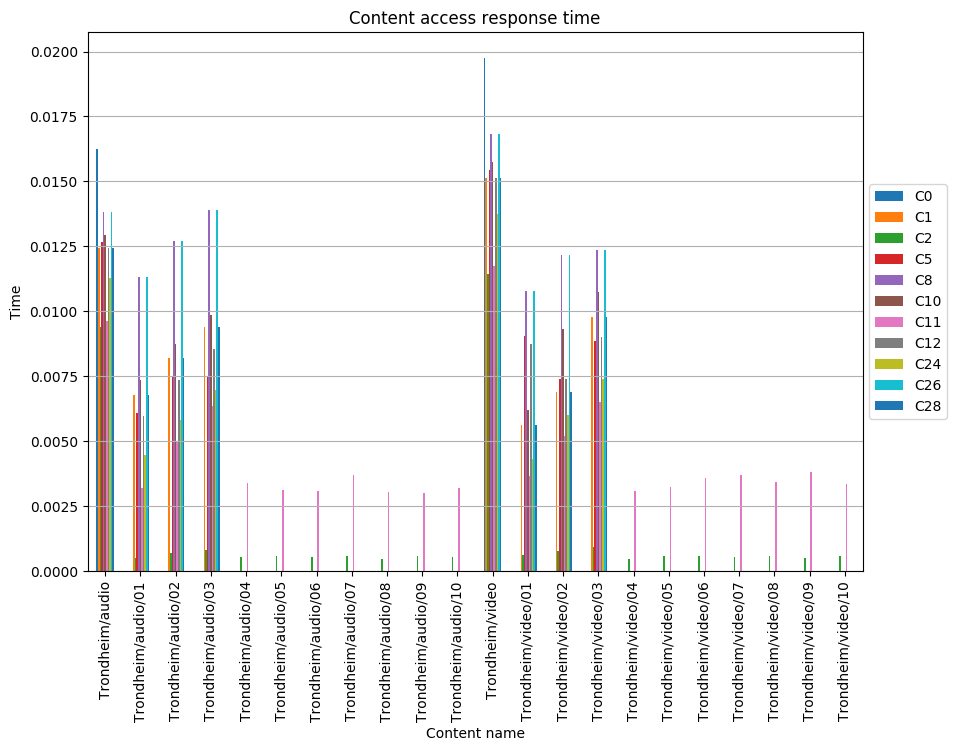 Content access response time
0.0200
0.0175
0.0150
0.0125
0.0100
0.0075
0.0050
0.0025
0.0000
Time
Trondheim/audio
Trondheim/audio/01
Trondheim/audio/02
Trondheim/audio/03
Trondheim/audio/04
Trondheim/audio/05
Trondheim/audio/06
Trondheim/audio/07
Trondheim/audio/08
Trondheim/audio/09
Trondheim/audio/10
Trondheim/video
Trondheim/video/01
Trondheim/video/02
Trondheim/video/03
Trondheim/video/04
Trondheim/video/05
Trondheim/video/06
Trondheim/video/07
Trondheim/video/08
Trondheim/video/09
Trondheim/video/10
Content name
C0
C1
C2
C5
C8
C10
C11
C12
C24
C26
C28